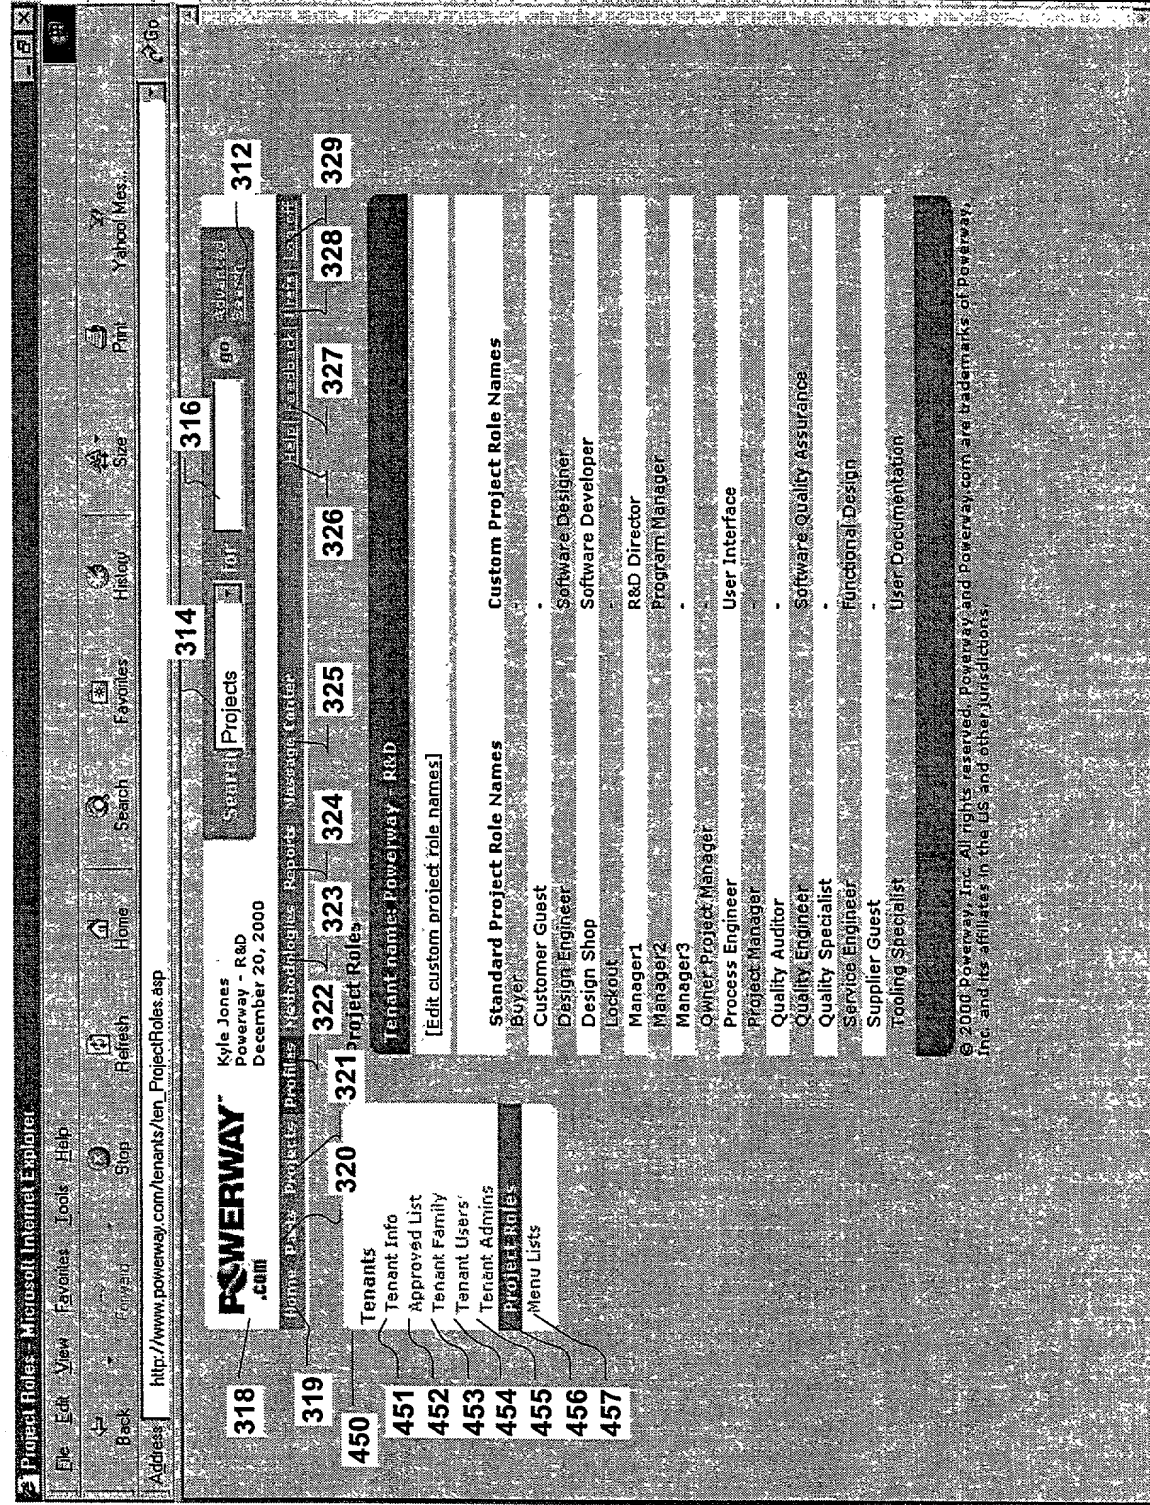 Project Roles - Microsoft Internet Explorer
File Edit View Favorites Tools Help
Back Forward Stop Refresh Home Search Favorites History Size Print Yahoo! Mes...
Address http://www.powerway.com/tenants/ten_ProjectRoles.asp Go
314
316
312
POWERWAY™
.com
Kyle Jones
Powerway - R&D
December 20, 2000
Search Projects for go Advanced Search
318
Home Parts Projects Profiles Methodologies Reports Message Center Help Feedback Users Logout
319
320
321
322
323
324
325
326
327
328
329
Project Roles
450
Tenants
451
Tenant Info
452
Approved List
453
Tenant Family
454
Tenant Users
455
Tenant Admins
456
Project Roles
457
Menu Lists
Tenant name: Powerway - R&D
[Edit custom project role names]
Standard Project Role Names Custom Project Role Names
Buyer -
Customer Guest -
Design Engineer Software Designer
Design Shop Software Developer
Lockout -
Manager1 R&D Director
Manager2 Program Manager
Manager3 -
Owner Project Manager -
Process Engineer User Interface
Project Manager -
Quality Auditor -
Quality Engineer Software Quality Assurance
Quality Specialist -
Service Engineer Functional Design
Supplier Guest -
Tooling Specialist User Documentation
© 2000 Powerway, Inc. All rights reserved. Powerway and Powerway.com are trademarks of Powerway,
Inc. and its affiliates in the US and other jurisdictions.